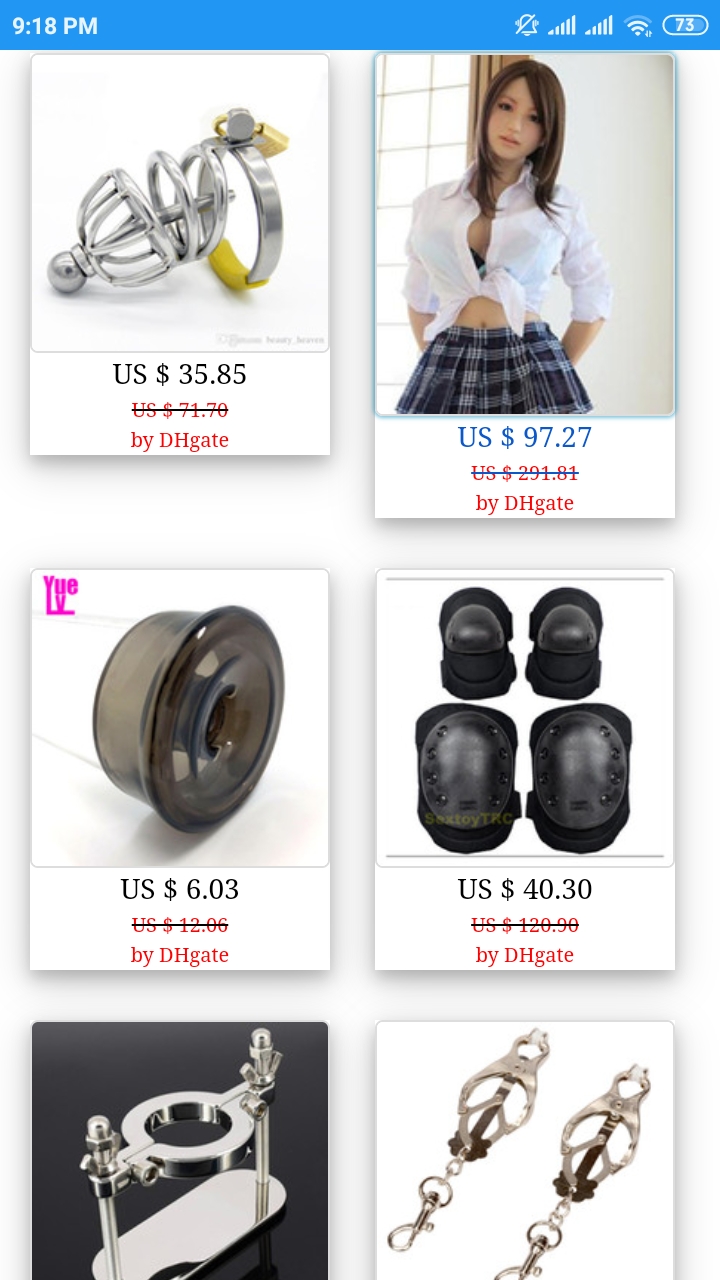 9:18 PM
73
beauty_heaven
US $ 35.85
US $ 71.70
by DHgate
US $ 97.27
US $ 291.81
by DHgate
Yue
LV
SextoyTRC
US $ 6.03
US $ 12.06
by DHgate
US $ 40.30
US $ 120.90
by DHgate